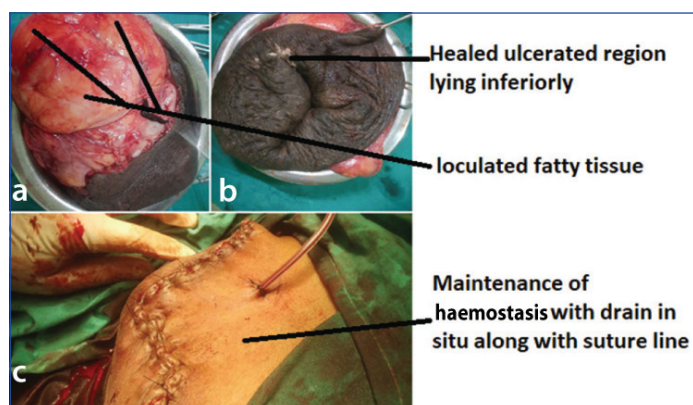 a
b
c
Healed ulcerated region
lying inferiorly
loculated fatty tissue
Maintenance of
haemostasis with drain in
situ along with suture line